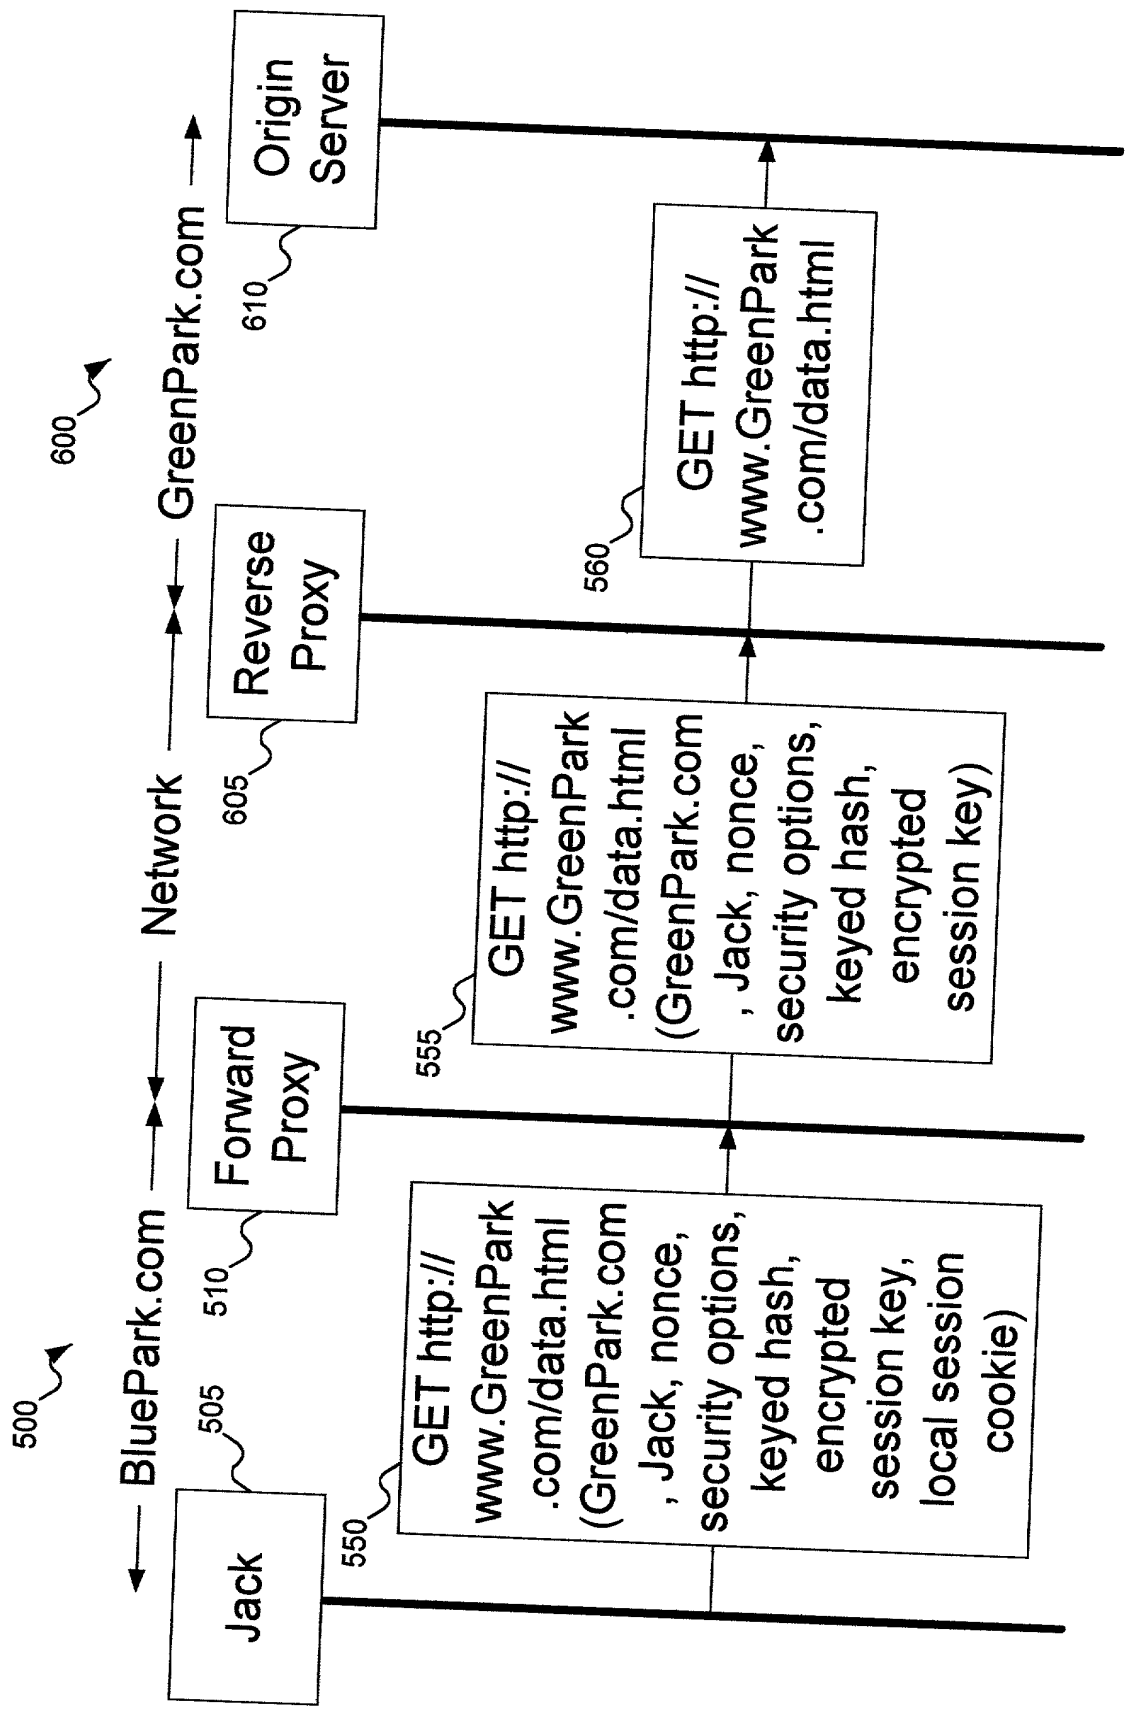 500
600
BluePark.com
Network
GreenPark.com
Jack
505
Forward
Proxy
510
Reverse
Proxy
605
Origin
Server
610
550
GET http://
www.GreenPark
.com/data.html
(GreenPark.com
, Jack, nonce,
security options,
keyed hash,
encrypted
session key,
local session
cookie)
555
GET http://
www.GreenPark
.com/data.html
(GreenPark.com
, Jack, nonce,
security options,
keyed hash,
encrypted
session key)
560
GET http://
www.GreenPark
.com/data.html